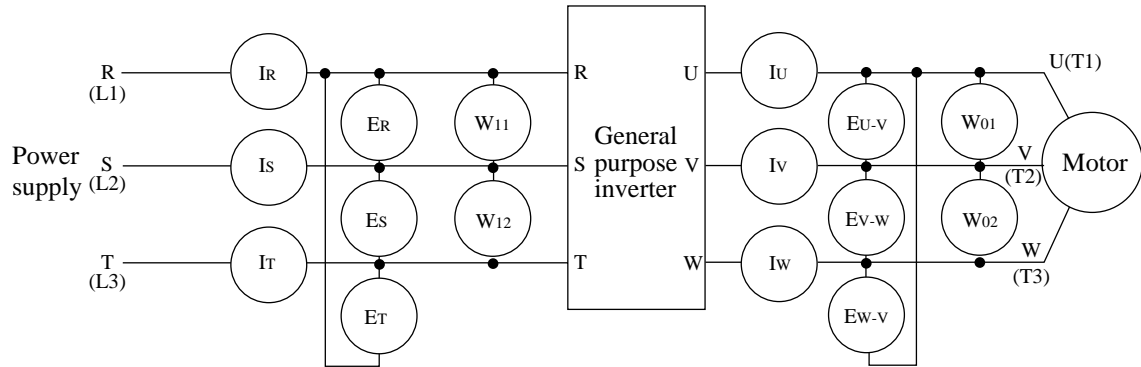 Power
supply
R
(L1)
S
(L2)
T
(L3)
IR
IS
IT
ER
ES
ET
W11
W12
R
S
T
General
purpose
inverter
U
V
W
IU
IV
IW
EU-V
EV-W
EW-V
W01
W02
U(T1)
V
(T2)
W
(T3)
Motor